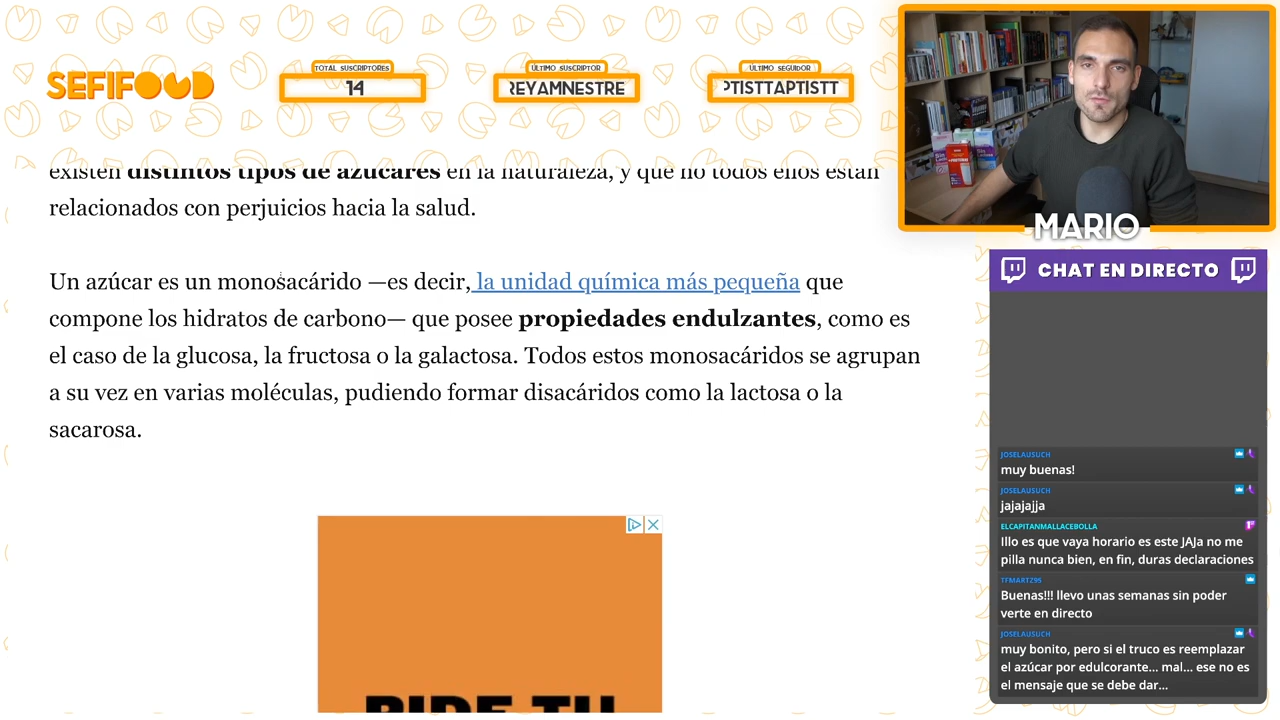 SEFIFOOD
TOTAL SUSCRIPTORES
14
ÚLTIMO SUSCRIPTOR
REYAMNESTRE
ÚLTIMO SEGUIDOR
PTISTTAPTISTT
MARIO
existen distintos tipos de azúcares en la naturaleza, y que no todos ellos están
relacionados con perjuicios hacia la salud.
Un azúcar es un monosacárido —es decir, la unidad química más pequeña que
compone los hidratos de carbono— que posee propiedades endulzantes, como es
el caso de la glucosa, la fructosa o la galactosa. Todos estos monosacáridos se agrupan
a su vez en varias moléculas, pudiendo formar disacáridos como la lactosa o la
sacarosa.
RIDE TU
CHAT EN DIRECTO
JOSELAUSUCH
muy buenas!
JOSELAUSUCH
jajajajja
ELCAPITANMALLACEBOLLA
Illo es que vaya horario es este JAJa no me
pilla nunca bien, en fin, duras declaraciones
TFMARTZ95
Buenas!!! llevo unas semanas sin poder
verte en directo
JOSELAUSUCH
muy bonito, pero si el truco es reemplazar
el azúcar por edulcorante... mal... ese no es
el mensaje que se debe dar...